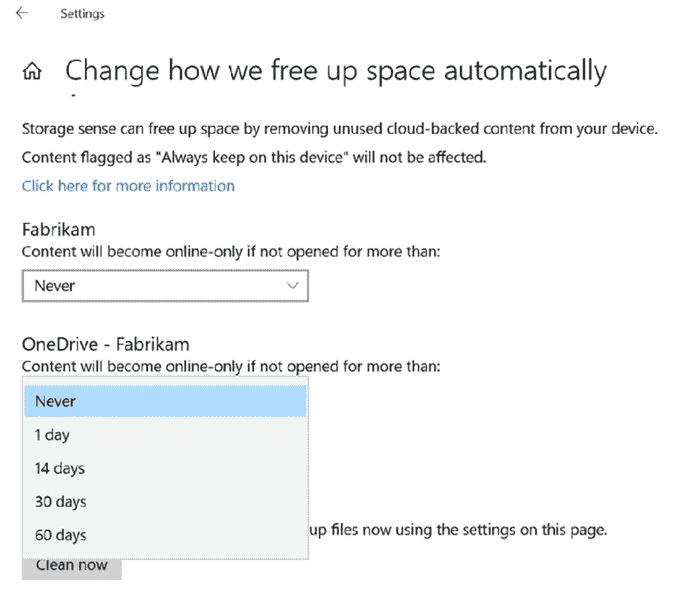 Settings
Change how we free up space automatically
Storage sense can free up space by removing unused cloud-backed content from your device.
Content flagged as "Always keep on this device" will not be affected.
Click here for more information
Fabrikam
Content will become online-only if not opened for more than:
Never
OneDrive - Fabrikam
Content will become online-only if not opened for more than:
Never
1 day
14 days
30 days
60 days
up files now using the settings on this page.
Clean now